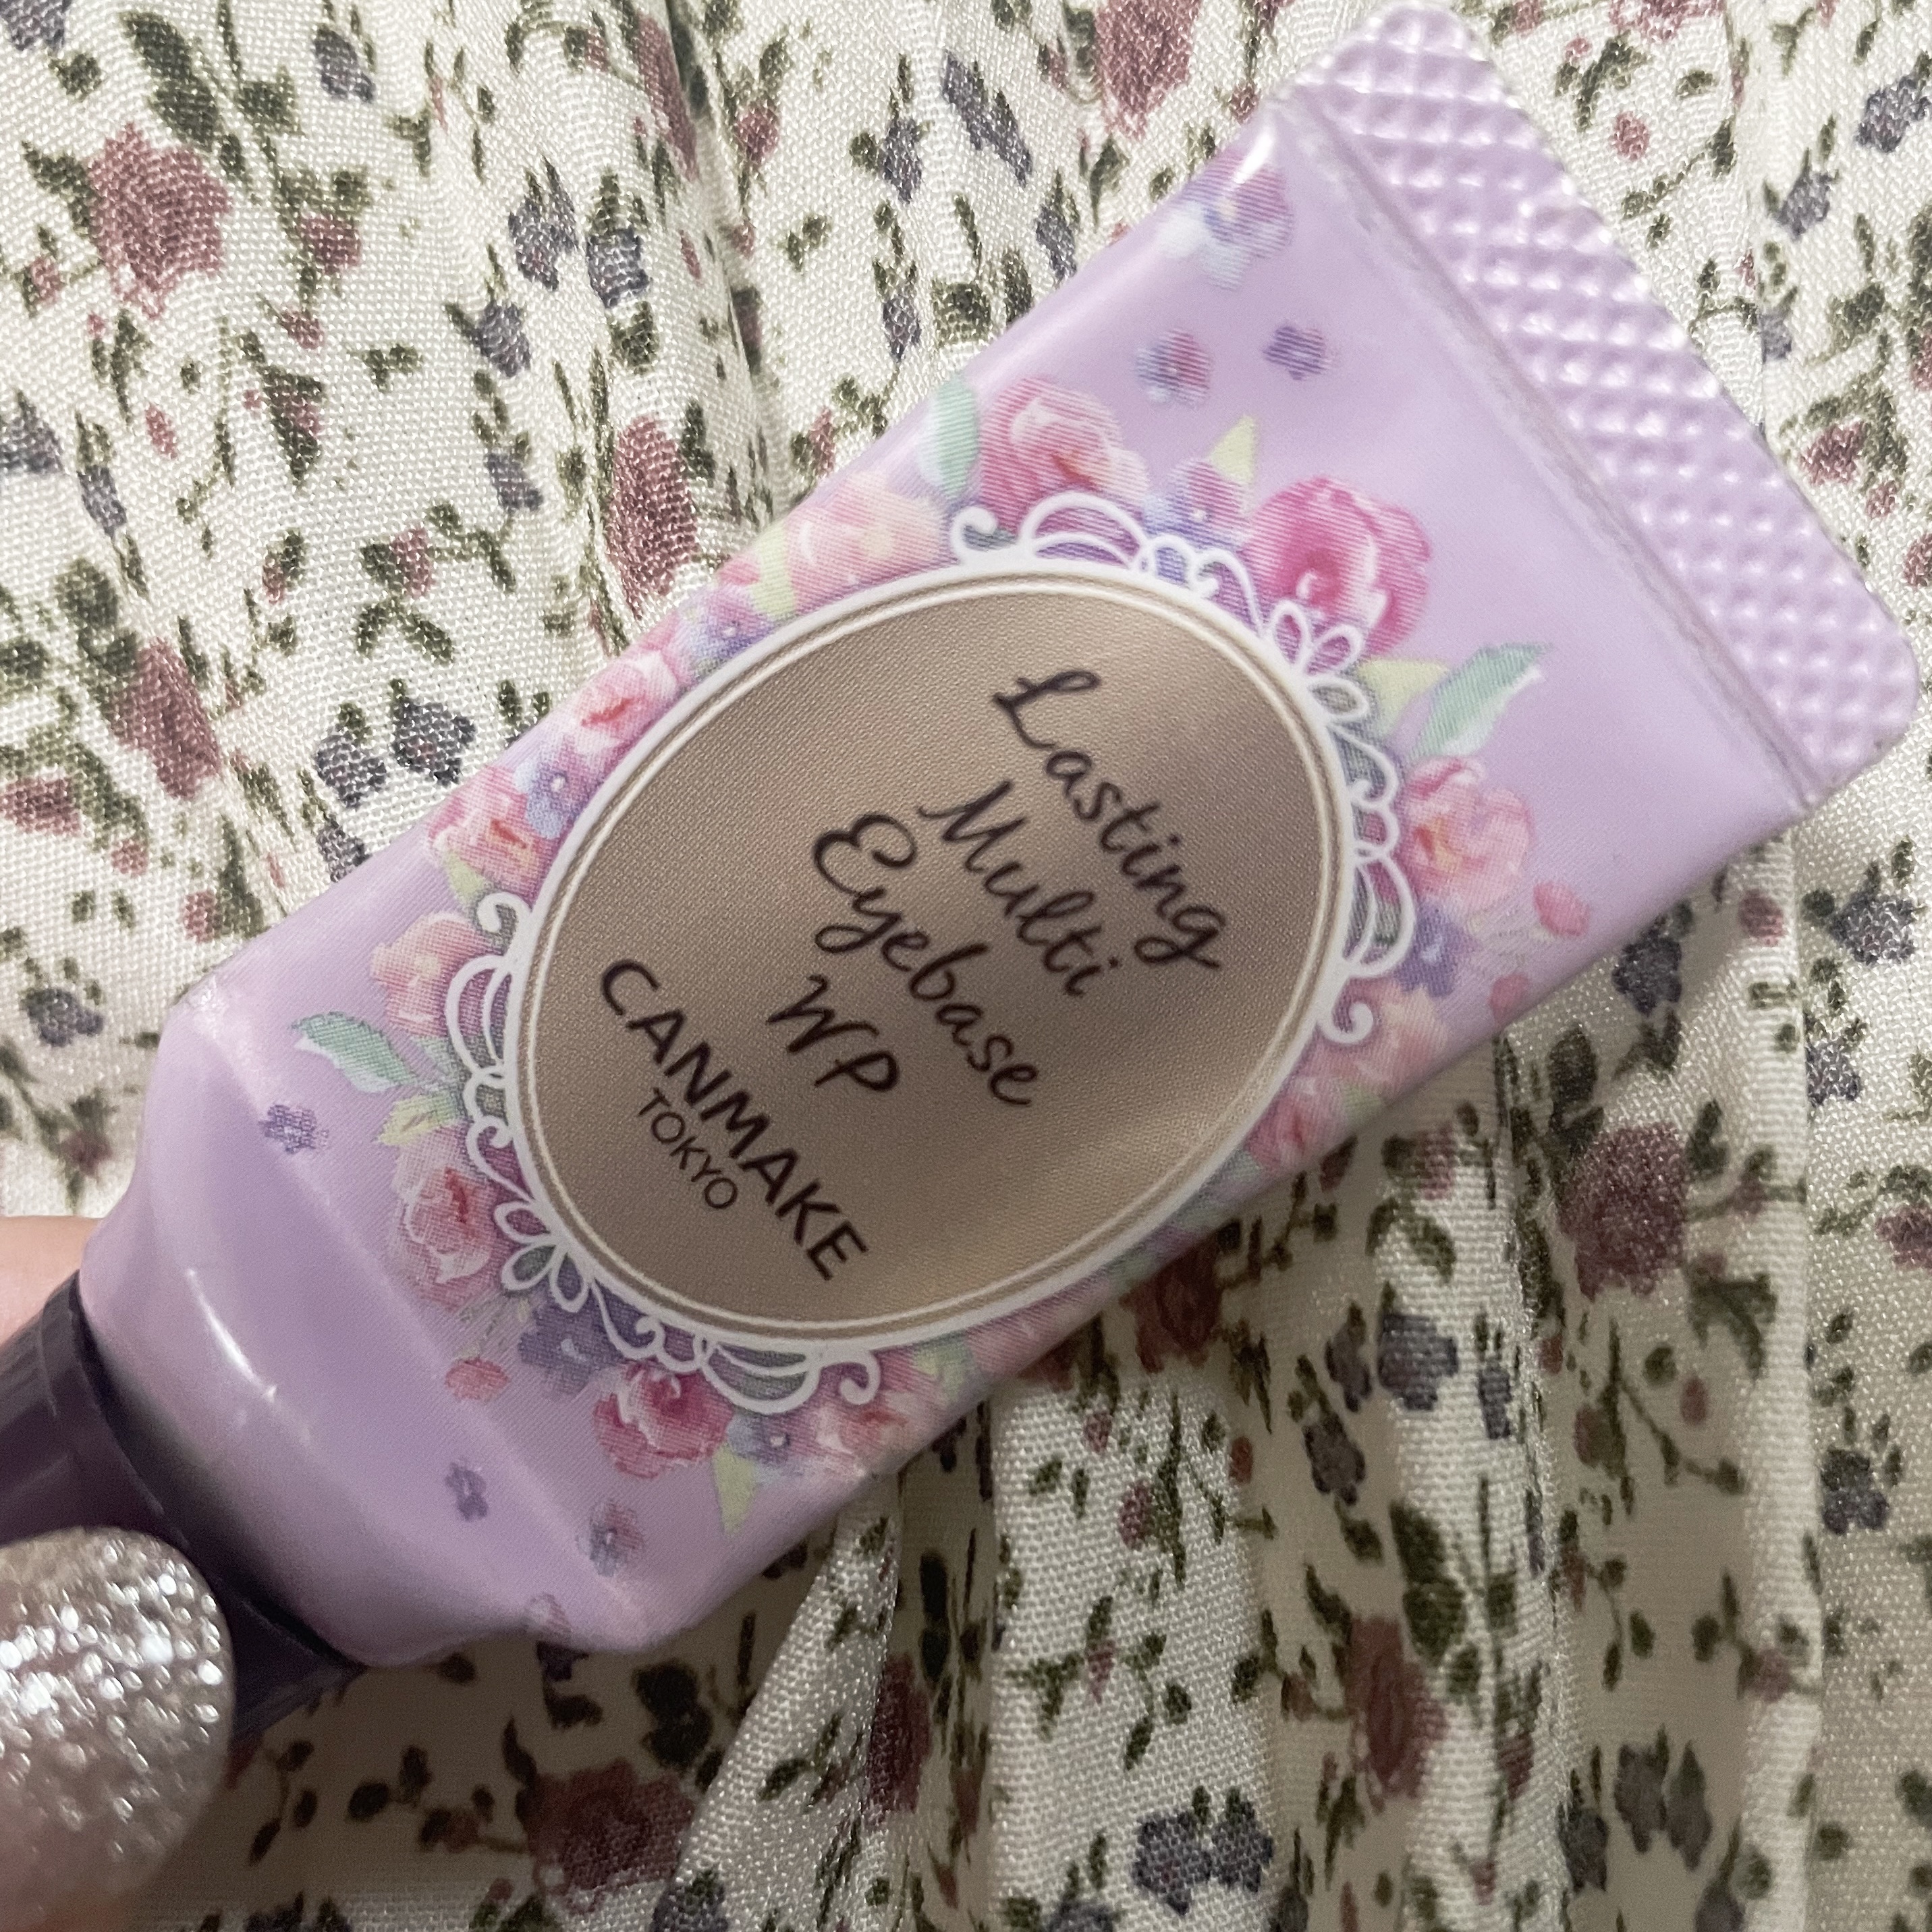 Lasting
Multi
Eyebase
WP
CANMAKE
TOKYO